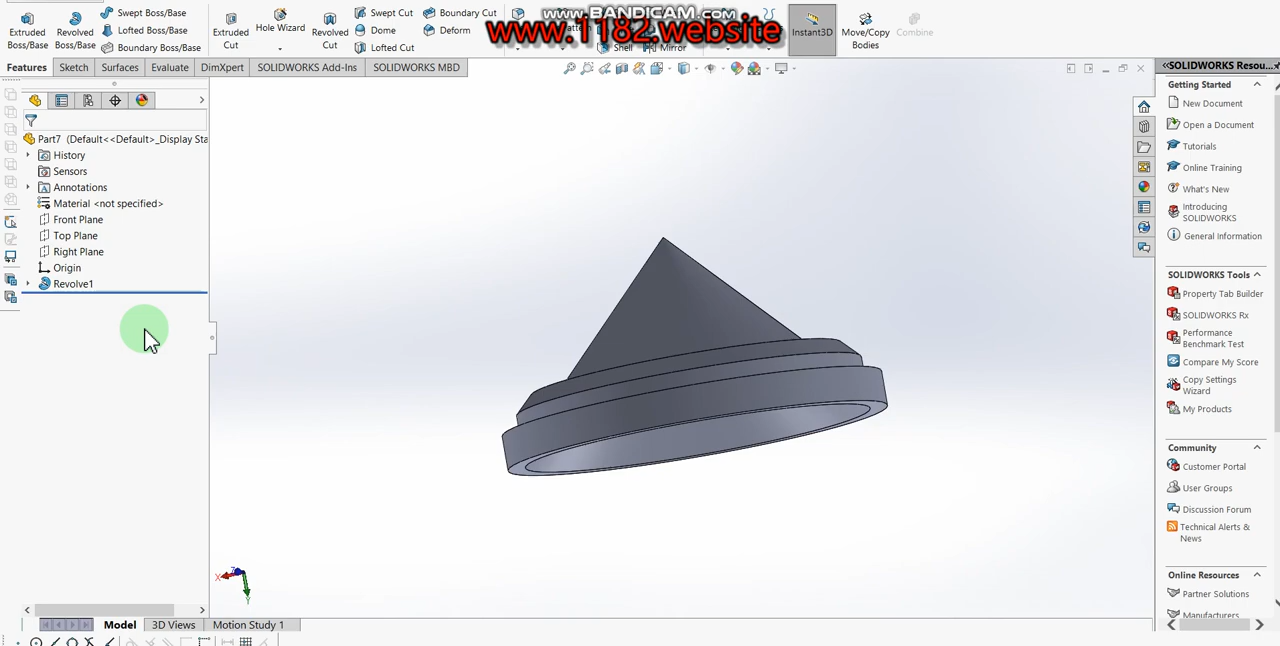 www.BANDICAM.com
www.1182.website
Extruded Boss/Base
Revolved Boss/Base
Swept Boss/Base
Lofted Boss/Base
Boundary Boss/Base
Extruded Cut
Hole Wizard
Revolved Cut
Swept Cut
Dome
Lofted Cut
Boundary Cut
Deform
Shell
Mirror
Instant3D
Move/Copy Bodies
Combine
Features
Sketch
Surfaces
Evaluate
DimXpert
SOLIDWORKS Add-Ins
SOLIDWORKS MBD
Part7 (Default<<Default>_Display Sta
History
Sensors
Annotations
Material <not specified>
Front Plane
Top Plane
Right Plane
Origin
Revolve1
X
Y
Z
Model
3D Views
Motion Study 1
SOLIDWORKS Resou...
Getting Started
New Document
Open a Document
Tutorials
Online Training
What's New
Introducing
SOLIDWORKS
General Information
SOLIDWORKS Tools
Property Tab Builder
SOLIDWORKS Rx
Performance
Benchmark Test
Compare My Score
Copy Settings
Wizard
My Products
Community
Customer Portal
User Groups
Discussion Forum
Technical Alerts &
News
Online Resources
Partner Solutions
Manufacturers